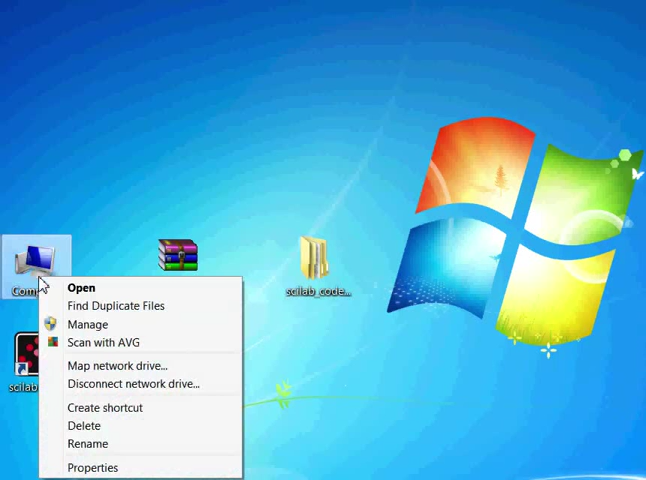 Open
Find Duplicate Files
Manage
Scan with AVG
Map network drive...
Disconnect network drive...
Create shortcut
Delete
Rename
Properties
scilab_code...
scilab